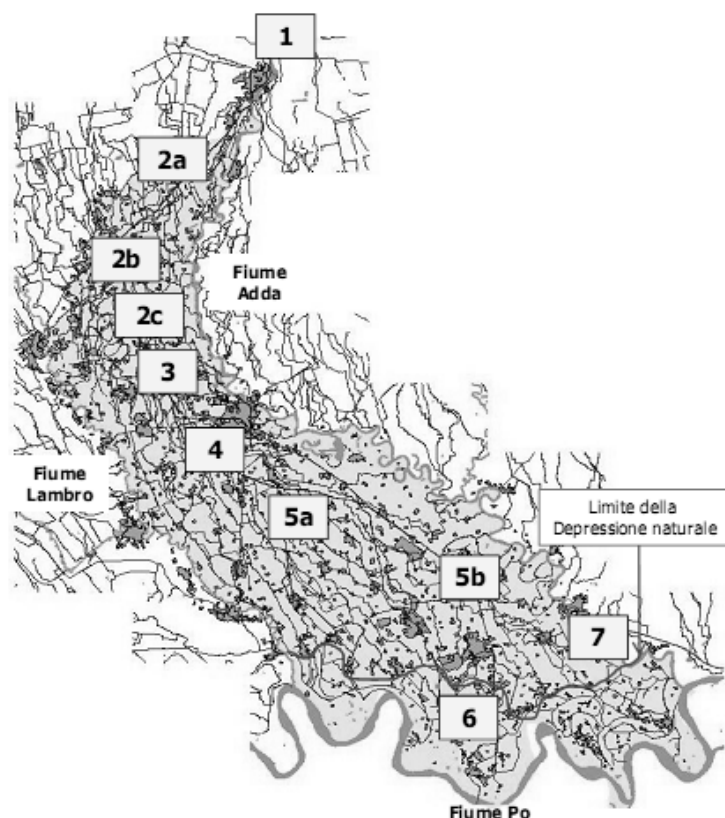 1
2a
2b
Fiume
Adda
2c
3
4
Fiume
Lambro
5a
Limite della
Depressione naturale
5b
7
6
Fiume Po